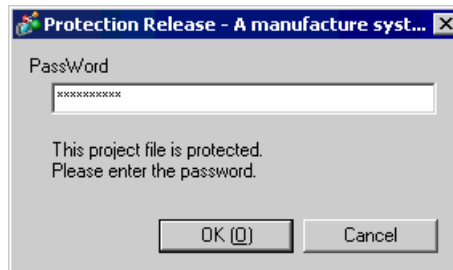 Protection Release - A manufacture syst...
PassWord
××××××××××
This project file is protected.
Please enter the password.
OK (O)
Cancel